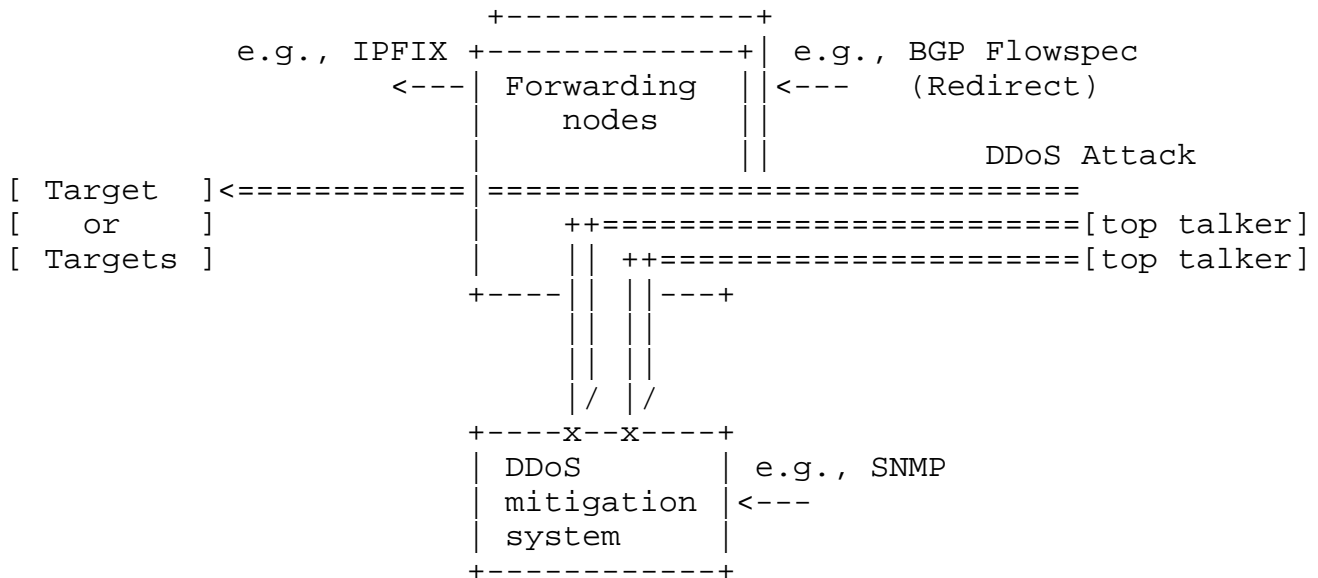 e.g., IPFIX e.g., BGP Flowspec
Forwarding (Redirect)
nodes
DDoS Attack
[ Target ]
[ or ] [top talker]
[ Targets ] [top talker]
x x
DDoS e.g., SNMP
mitigation
system